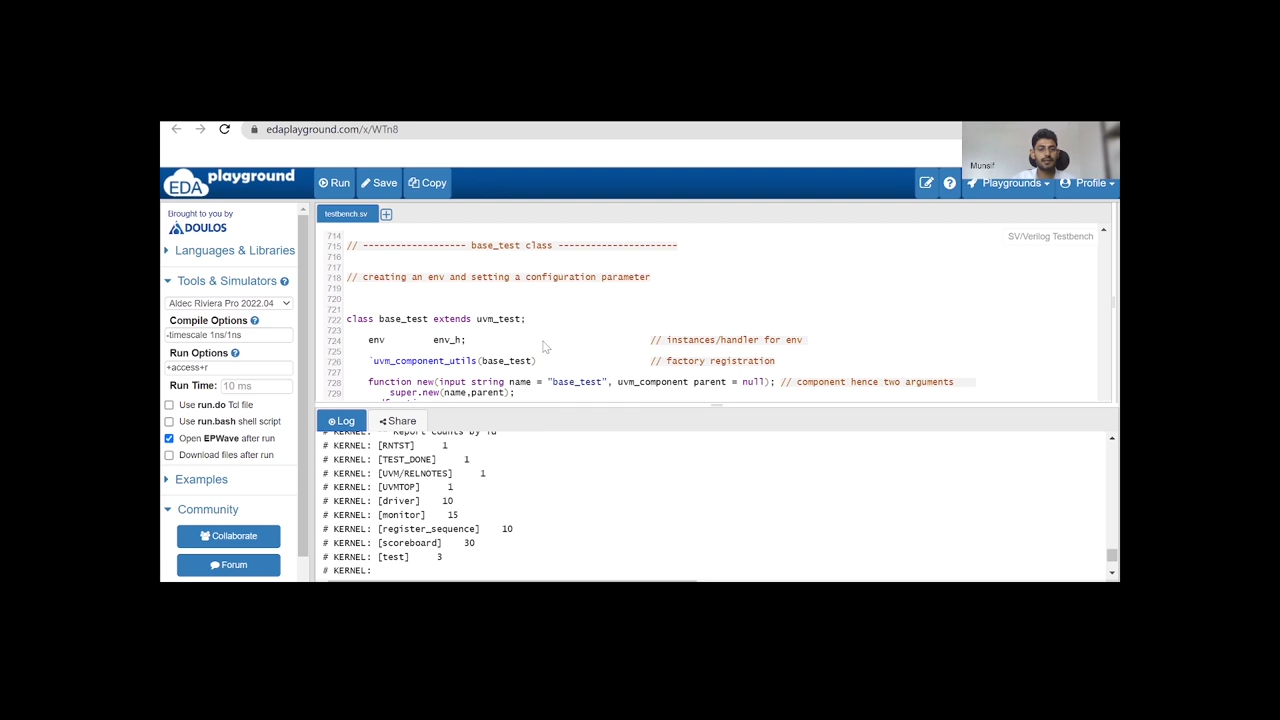 edaplayground.com/x/WTn8
Munsif
EDA playground
Run
Save
Copy
Playgrounds
Profile
Brought to you by
DOULOS
Languages & Libraries
Tools & Simulators
Aldec Riviera Pro 2022.04
Compile Options
-timescale 1ns/1ns
Run Options
+access+r
Run Time: 10 ms
Use run.do Tcl file
Use run.bash shell script
Open EPWave after run
Download files after run
Examples
Community
Collaborate
Forum
testbench.sv
SV/Verilog Testbench
714
715 // ------------------- base_test class ----------------------
716
717
718 // creating an env and setting a configuration parameter
719
720
721
722 class base_test extends uvm_test;
723
724 env env_h; // instances/handler for env
725
726 `uvm_component_utils(base_test) // factory registration
727
728 function new(input string name = "base_test", uvm_component parent = null); // component hence two arguments
729 super.new(name,parent);
Log
Share
# KERNEL: ** Report counts by id
# KERNEL: [RNTST] 1
# KERNEL: [TEST_DONE] 1
# KERNEL: [UVM/RELNOTES] 1
# KERNEL: [UVMTOP] 1
# KERNEL: [driver] 10
# KERNEL: [monitor] 15
# KERNEL: [register_sequence] 10
# KERNEL: [scoreboard] 30
# KERNEL: [test] 3
# KERNEL: